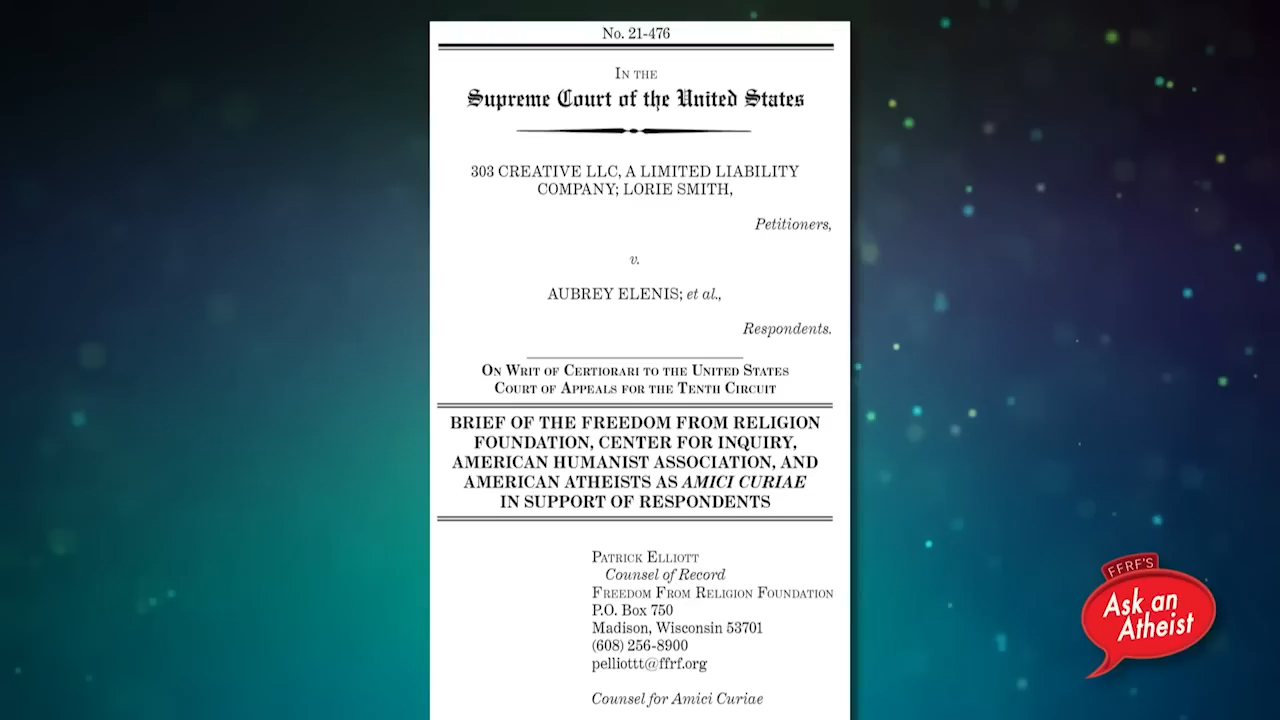 No. 21-476
In the
Supreme Court of the United States
303 CREATIVE LLC, A LIMITED LIABILITY
COMPANY; LORIE SMITH,
Petitioners,
v.
AUBREY ELENIS; et al.,
Respondents.
On Writ of Certiorari to the United States
Court of Appeals for the Tenth Circuit
BRIEF OF THE FREEDOM FROM RELIGION
FOUNDATION, CENTER FOR INQUIRY,
AMERICAN HUMANIST ASSOCIATION, AND
AMERICAN ATHEISTS AS AMICI CURIAE
IN SUPPORT OF RESPONDENTS
Patrick Elliott
Counsel of Record
Freedom From Religion Foundation
P.O. Box 750
Madison, Wisconsin 53701
(608) 256-8900
pelliottt@ffrf.org
Counsel for Amici Curiae
FFRF'S
Ask an
Atheist